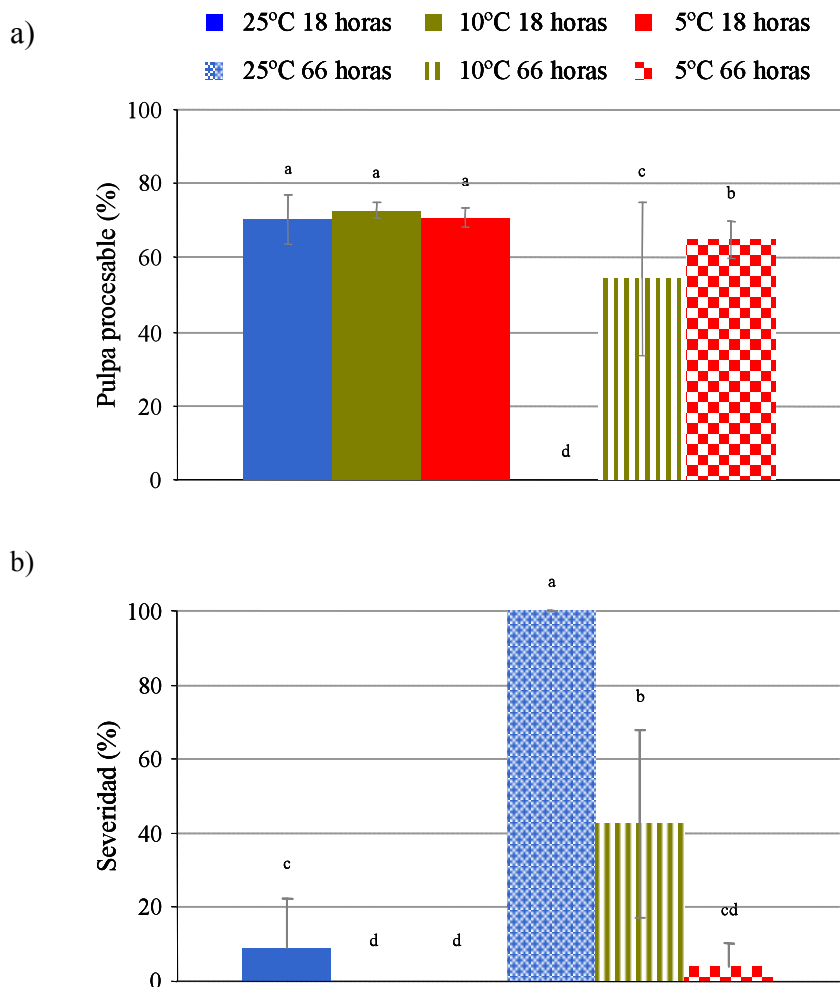 a)
25ºC 18 horas 10ºC 18 horas 5ºC 18 horas
25ºC 66 horas 10ºC 66 horas 5ºC 66 horas
Pulpa procesable (%)
100
80
60
40
20
0
a a a d c b
b)
Severidad (%)
100
80
60
40
20
0
c d d a b cd